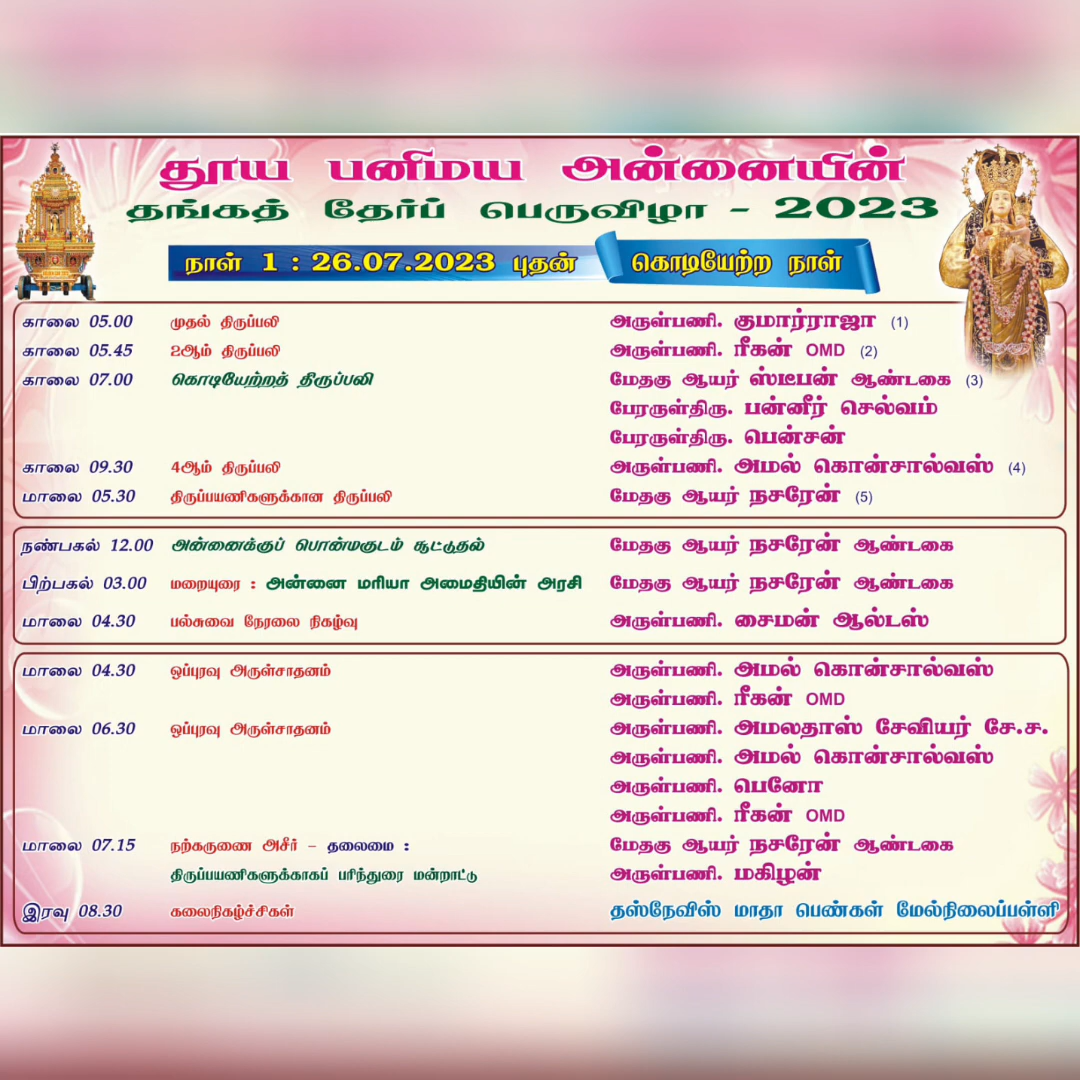 தூய பனிமய அன்னையின்
தங்கத் தேர்ப் பெருவிழா - 2023
நாள் 1 : 26.07.2023 புதன் கொடியேற்ற நாள்
காலை 05.00 முதல் திருப்பலி அருள்பணி. குமார்ராஜா (1)
காலை 05.45 2ஆம் திருப்பலி அருள்பணி. ரீகன் OMD (2)
காலை 07.00 கொடியேற்றத் திருப்பலி மேதகு ஆயர் ஸ்டீபன் ஆண்டகை (3)
பேரருள்திரு. பன்னீர் செல்வம்
பேரருள்திரு. பென்சன்
காலை 09.30 4ஆம் திருப்பலி அருள்பணி. அமல் கொன்சால்வஸ் (4)
மாலை 05.30 திருப்பயணிகளுக்கான திருப்பலி மேதகு ஆயர் நசரேன் (5)
நண்பகல் 12.00 அன்னைக்குப் பொன்மகுடம் சூட்டுதல் மேதகு ஆயர் நசரேன் ஆண்டகை
பிற்பகல் 03.00 மறையுரை : அன்னை மரியா அமைதியின் அரசி மேதகு ஆயர் நசரேன் ஆண்டகை
மாலை 04.30 பல்சுவை நேரலை நிகழ்வு அருள்பணி. சைமன் ஆல்டஸ்
மாலை 04.30 ஒப்புரவு அருள்சாதனம் அருள்பணி. அமல் கொன்சால்வஸ்
அருள்பணி. ரீகன் OMD
மாலை 06.30 ஒப்புரவு அருள்சாதனம் அருள்பணி. அமலதாஸ் சேவியர் சே.ச.
அருள்பணி. அமல் கொன்சால்வஸ்
அருள்பணி. பெனோ
அருள்பணி. ரீகன் OMD
மாலை 07.15 நற்கருணை அசீர் – தலைமை : மேதகு ஆயர் நசரேன் ஆண்டகை
திருப்பயணிகளுக்காகப் பரிந்துரை மன்றாட்டு அருள்பணி. மகிழன்
இரவு 08.30 கலைநிகழ்ச்சிகள் தஸ்நேவிஸ் மாதா பெண்கள் மேல்நிலைப்பள்ளி